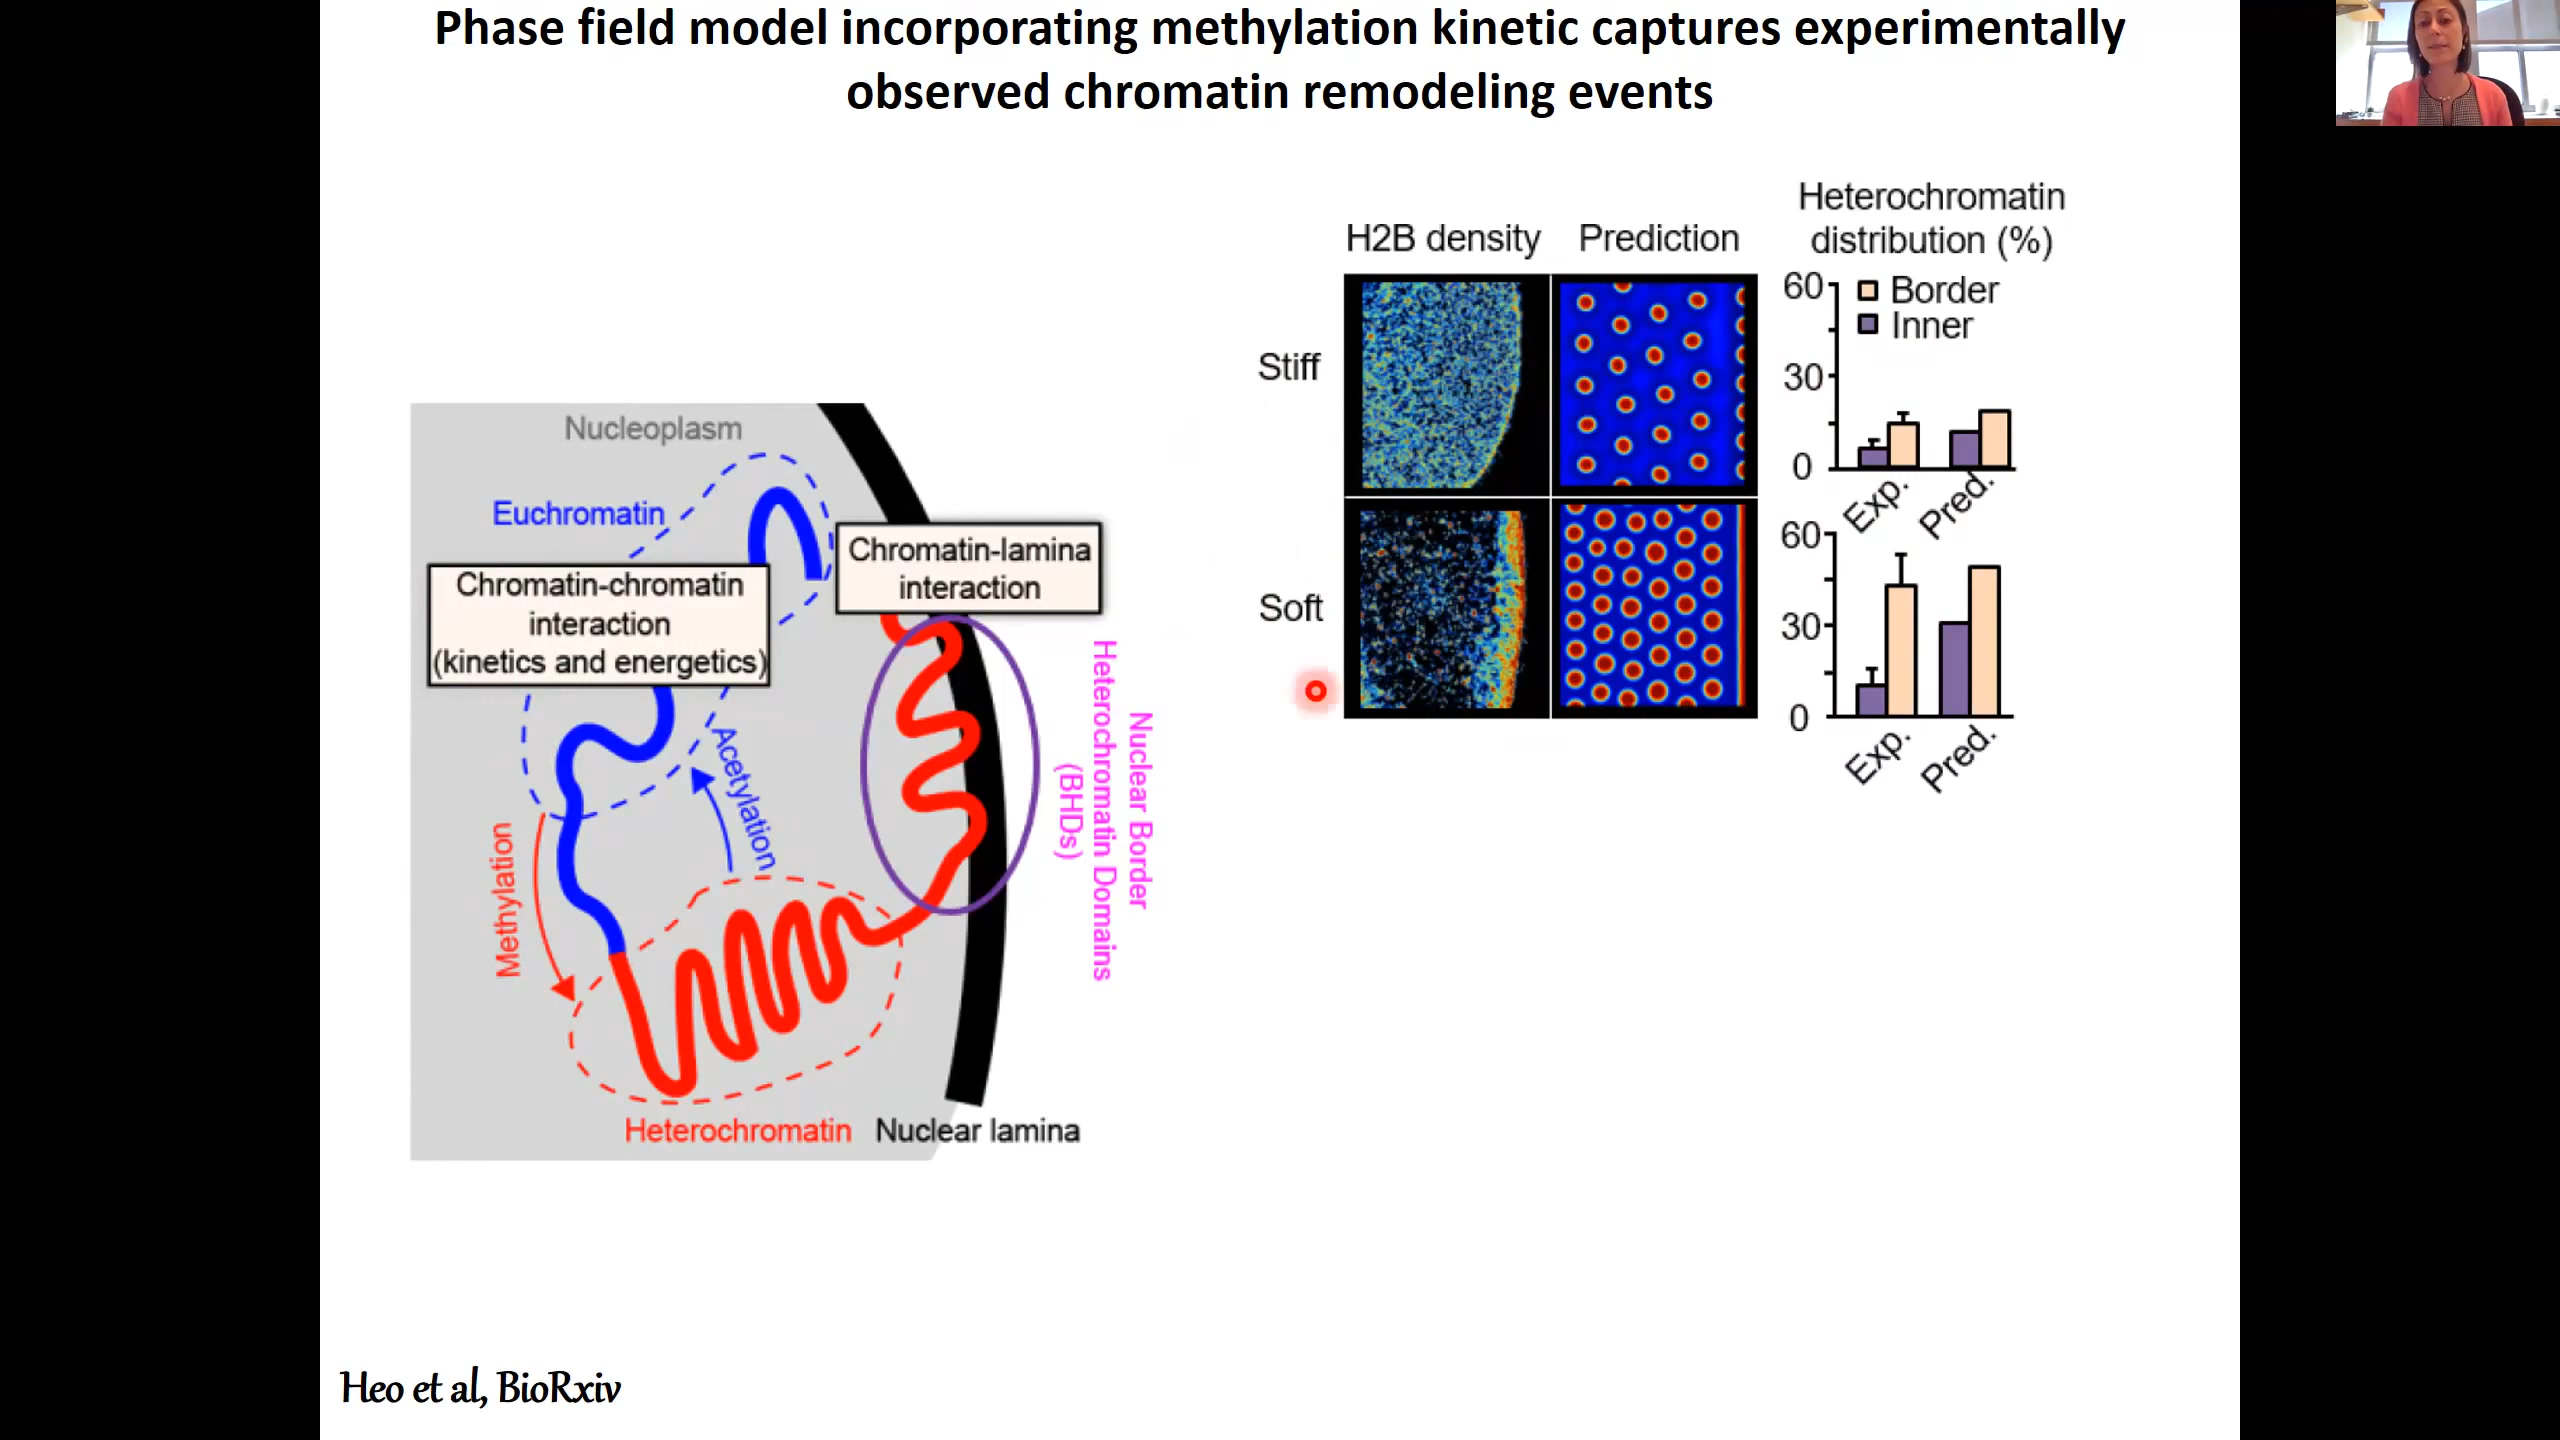 Phase field model incorporating methylation kinetic captures experimentally
observed chromatin remodeling events
Nucleoplasm
Euchromatin
Chromatin-chromatin
interaction
(kinetics and energetics)
Chromatin-lamina
interaction
Acetylation
Methylation
Nuclear Border
Heterochromatin Domains
(BHDs)
Heterochromatin
Nuclear lamina
H2B density
Prediction
Heterochromatin
distribution (%)
Stiff
60
Border
Inner
30
0
Exp.
Pred.
Soft
60
30
0
Exp.
Pred.
Heo et al, BioRxiv